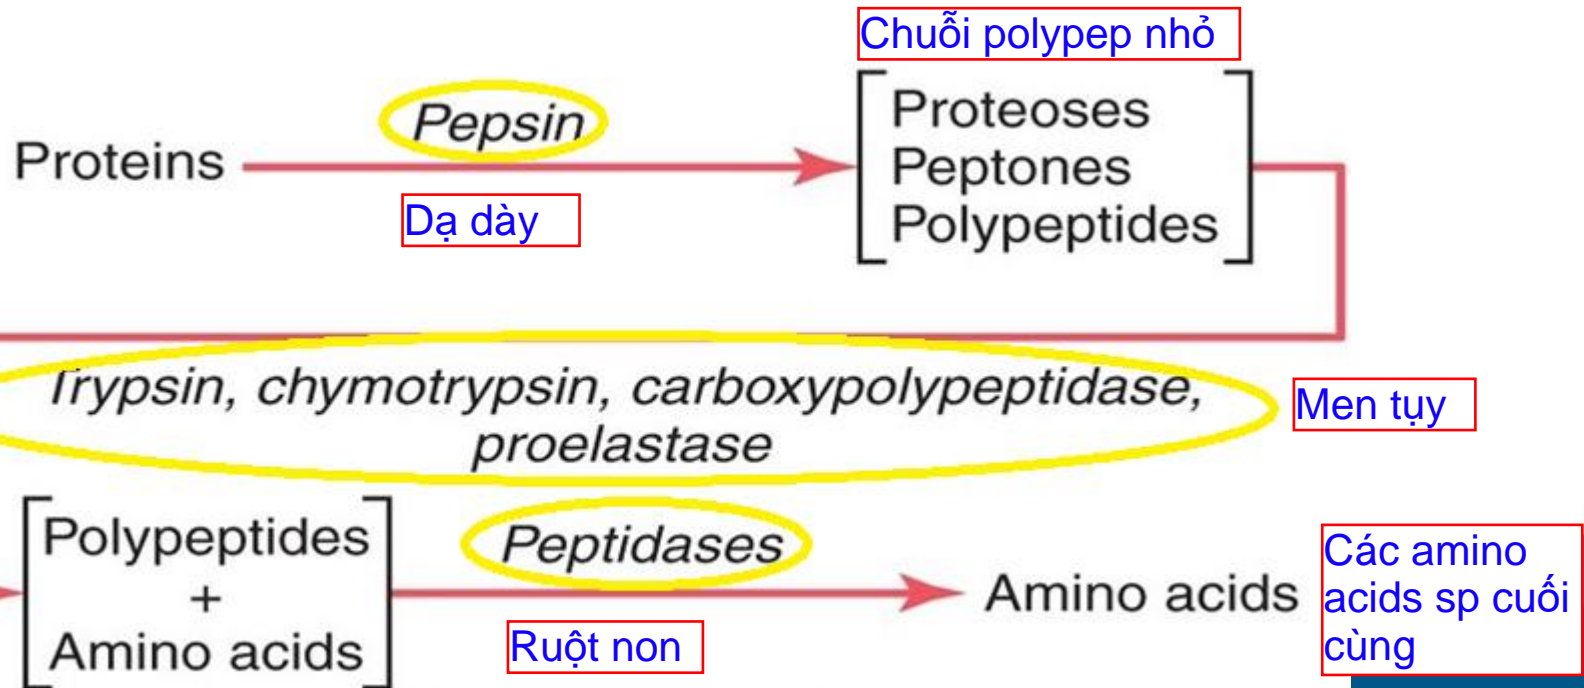 Chuỗi polypep nhỏ
Proteins
Pepsin
Dạ dày
Proteoses
Peptones
Polypeptides
Trypsin, chymotrypsin, carboxypolypeptidase,
proelastase
Men tụy
Polypeptides
+
Amino acids
Peptidases
Ruột non
Amino acids
Các amino
acids sp cuối
cùng